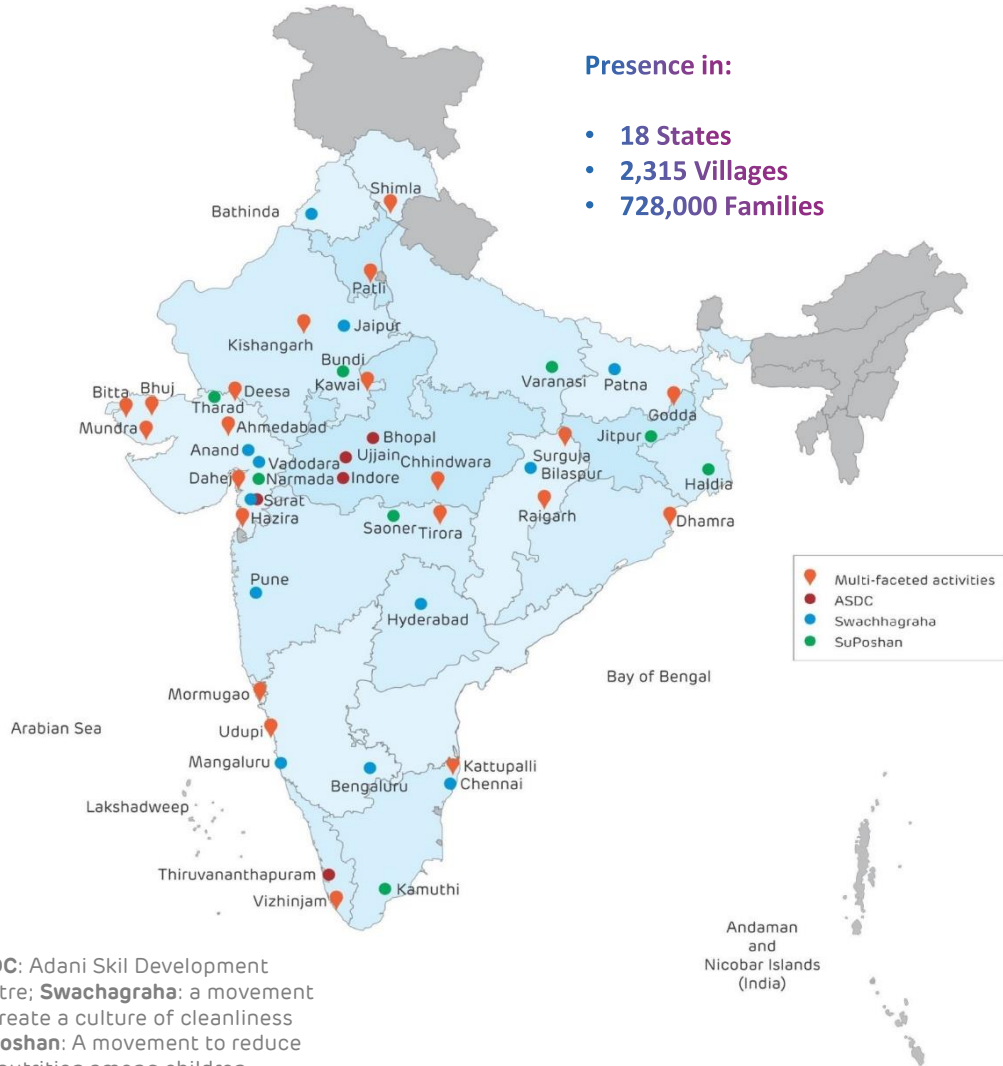 Presence in:
• 18 States
• 2,315 Villages
• 728,000 Families
Shimla
Bathinda
Patli
Kishangarh
Jaipur
Bundi
Kawai
Varanasi
Patna
Bitta
Bhuj
Deesa
Tharad
Godda
Mundra
Ahmedabad
Jitpur
Anand
Bhopal
Vadodara
Ujjain
Chhindwara
Surguja
Bilaspur
Dahej
Narmada
Indore
Haldia
Surat
Hazira
Saoner
Tirora
Raigarh
Dhamra
Pune
Hyderabad
Multi-faceted activities
ASDC
Swachhagraha
SuPoshan
Bay of Bengal
Mormugao
Arabian Sea
Udupi
Mangaluru
Bengaluru
Kattupalli
Chennai
Lakshadweep
Thiruvananthapuram
Kamuthi
Vizhinjam
Andaman
and
Nicobar Islands
(India)
DC: Adani Skil Development
tre; Swachagraha: a movement
reate a culture of cleanliness
oshan: A movement to reduce
nutrition among children